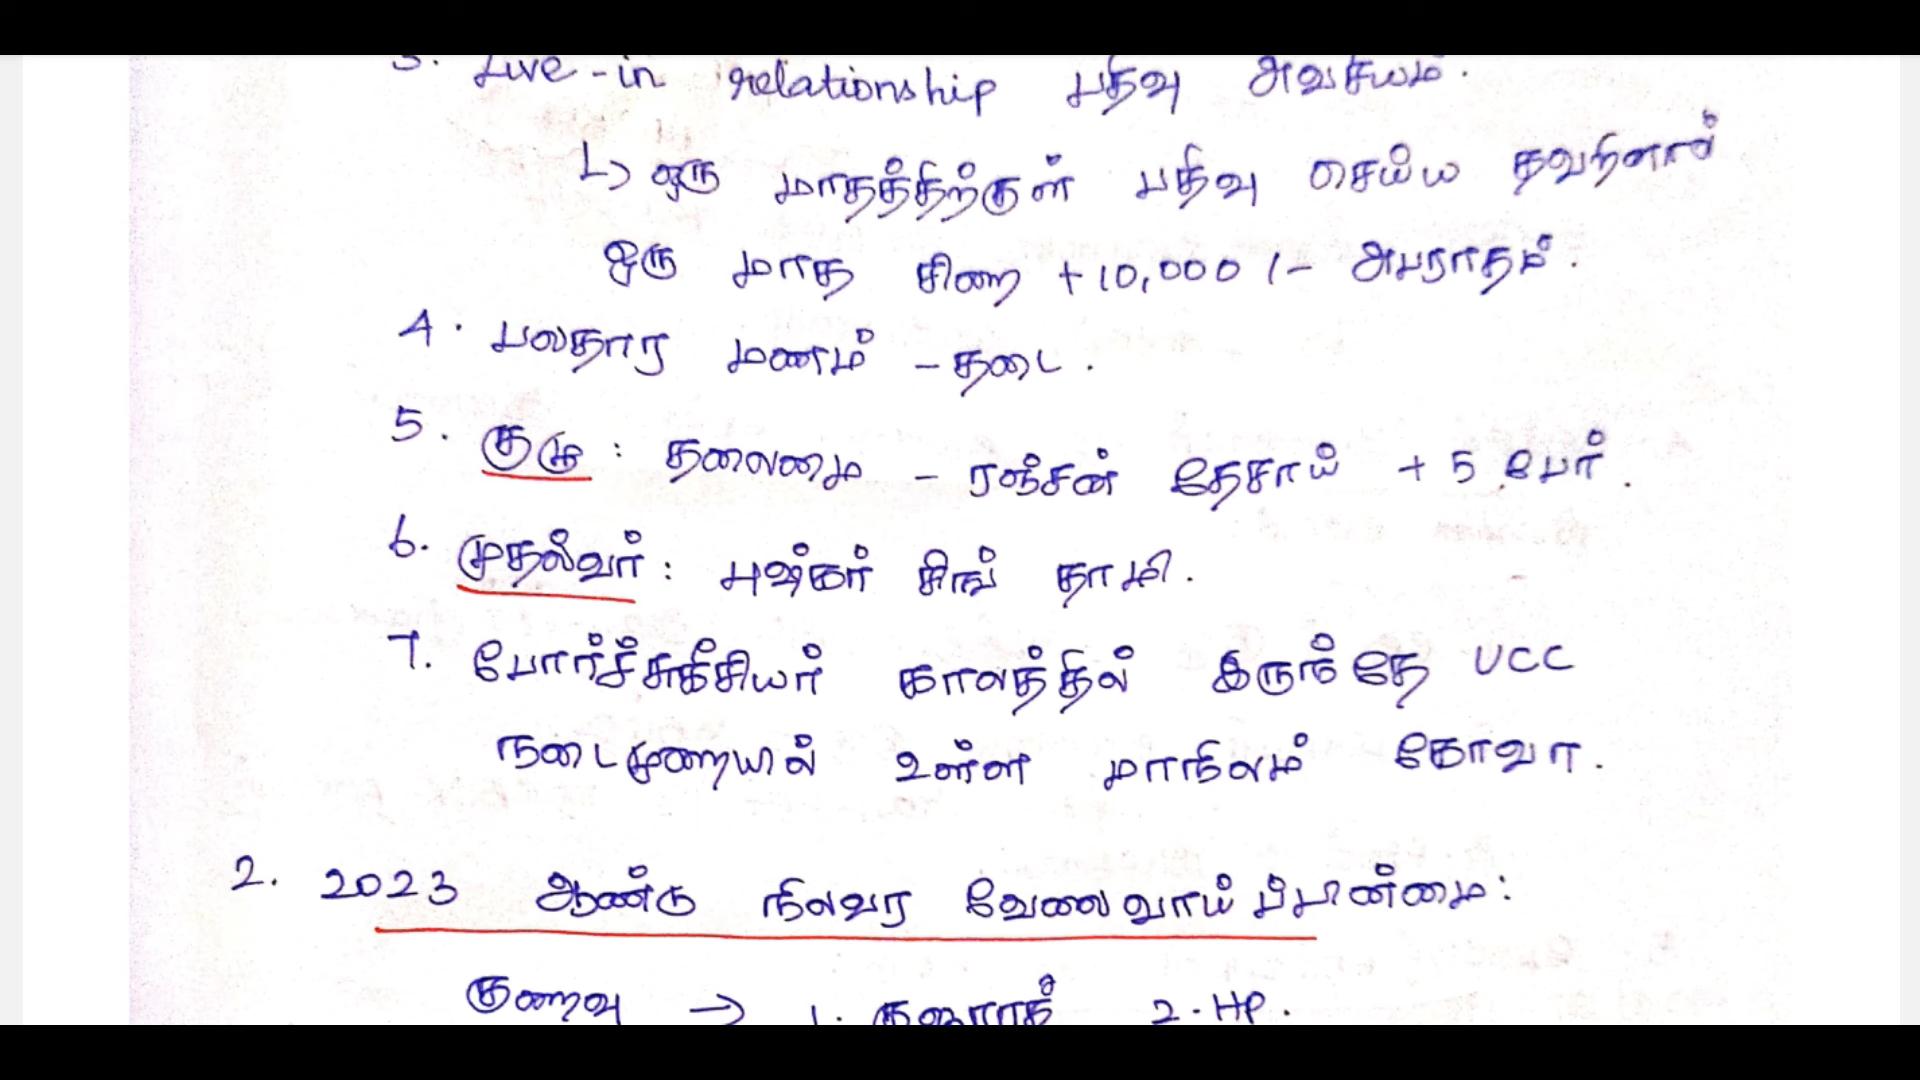 3. Live-in relationship பதிவு அவசியம்.
↳ ஒரு மாதத்திற்குள் பதிவு செய்ய தவறினால்
ஒரு மாத சிறை + 10,000 /- அபராதம்.
4. பலதார மணம் - தடை.
5. குழு : தலைமை - ரஞ்சன் தேசாய் + 5 பேர்.
6. முதல்வர் : புஷ்கர் சிங் தாமி.
7. போர்ச்சுகீசியர் காலத்தில் இருந்தே UCC
நடைமுறையில் உள்ள மாநிலம் கோவா.
2. 2023 ஆண்டு நிலவர வேலைவாய்ப்பின்மை :
குறைவு → 1. குஜராத் 2. HP.